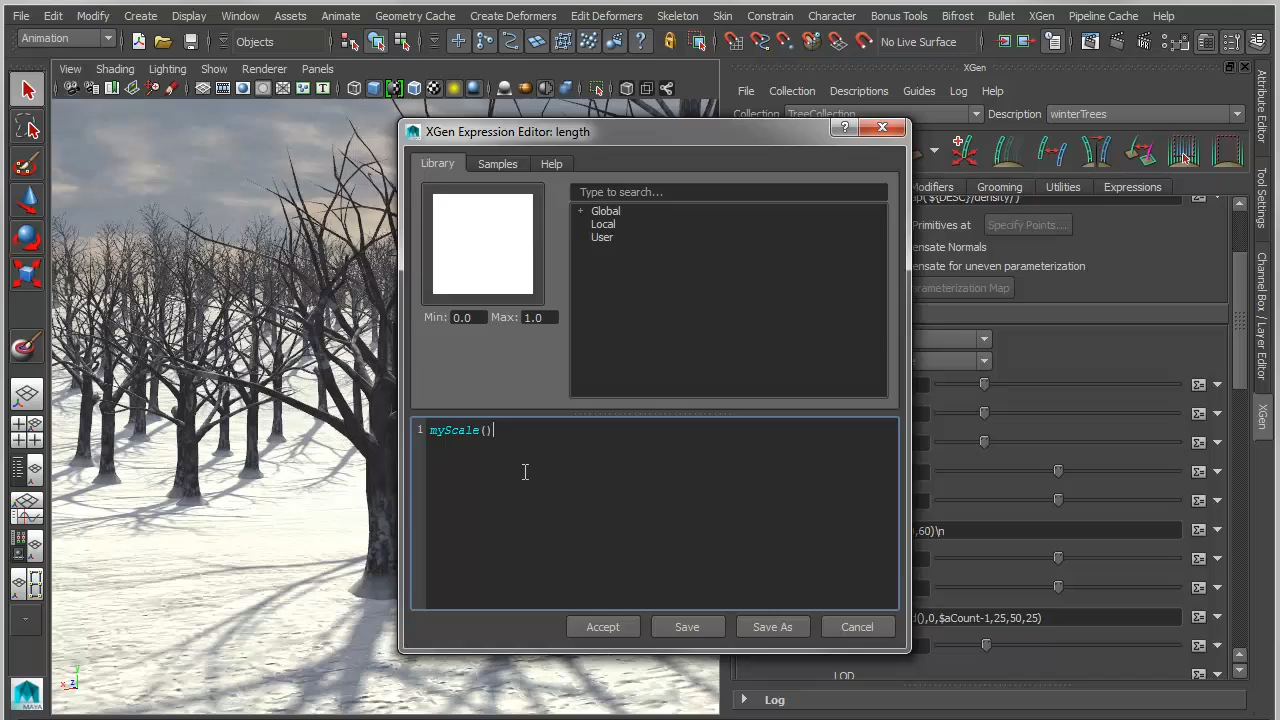 File Edit Modify Create Display Window Assets Animate Geometry Cache Create Deformers Edit Deformers Skeleton Skin Constrain Character Bonus Tools Bifrost Bullet XGen Pipeline Cache Help
Animation Objects No Live Surface
View Shading Lighting Show Renderer Panels
XGen
File Collection Descriptions Guides Log Help
Collection TreeCollection Description winterTrees
XGen Expression Editor: length
Library Samples Help
Type to search...
Global
Local
User
Min: 0.0 Max: 1.0
1 myScale()
Accept Save Save As Cancel
odifiers Grooming Utilities Expressions
ap('${DESC}/density/')
Primitives at Specify Points....
ensate Normals
ensate for uneven parameterization
arameterization Map
,60)\n
d(),0,$aCount-1,25,50,25)
LOD
Log
Attribute Editor
Tool Settings
Channel Box / Layer Editor
XGen
y
x z
MAYA